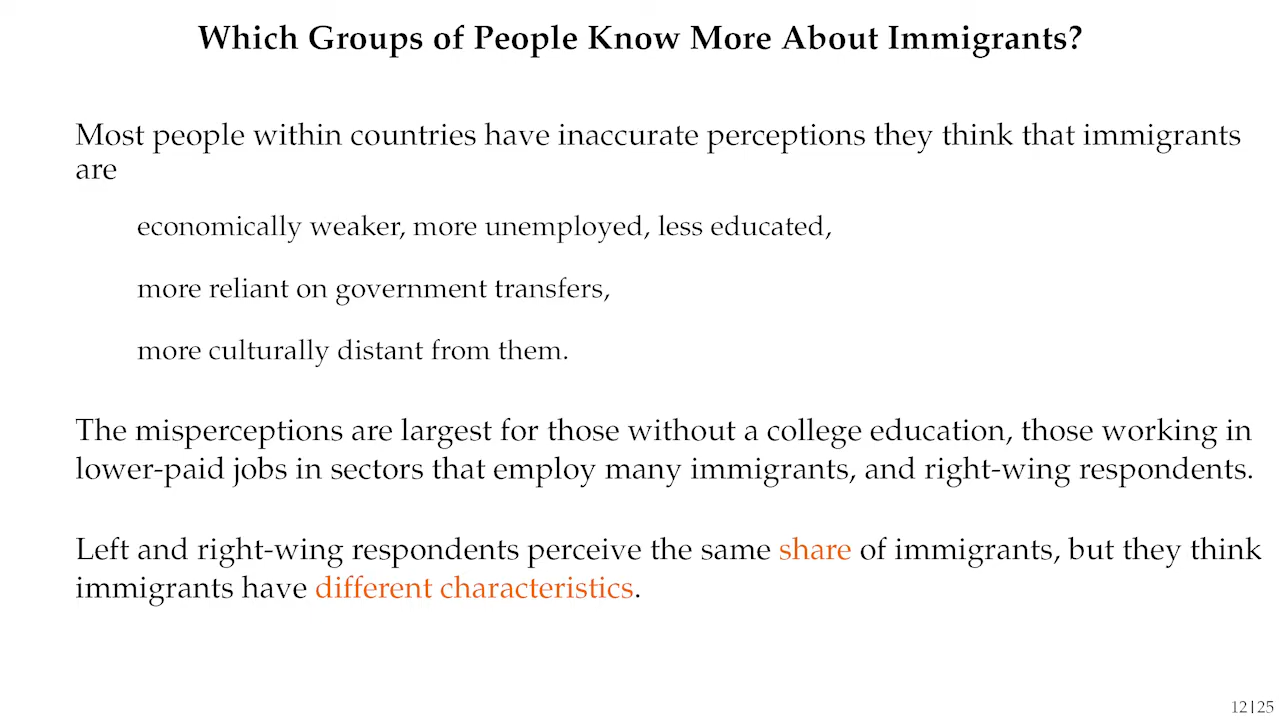 Which Groups of People Know More About Immigrants?
Most people within countries have inaccurate perceptions they think that immigrants
are
economically weaker, more unemployed, less educated,
more reliant on government transfers,
more culturally distant from them.
The misperceptions are largest for those without a college education, those working in
lower-paid jobs in sectors that employ many immigrants, and right-wing respondents.
Left and right-wing respondents perceive the same share of immigrants, but they think
immigrants have different characteristics.
12|25